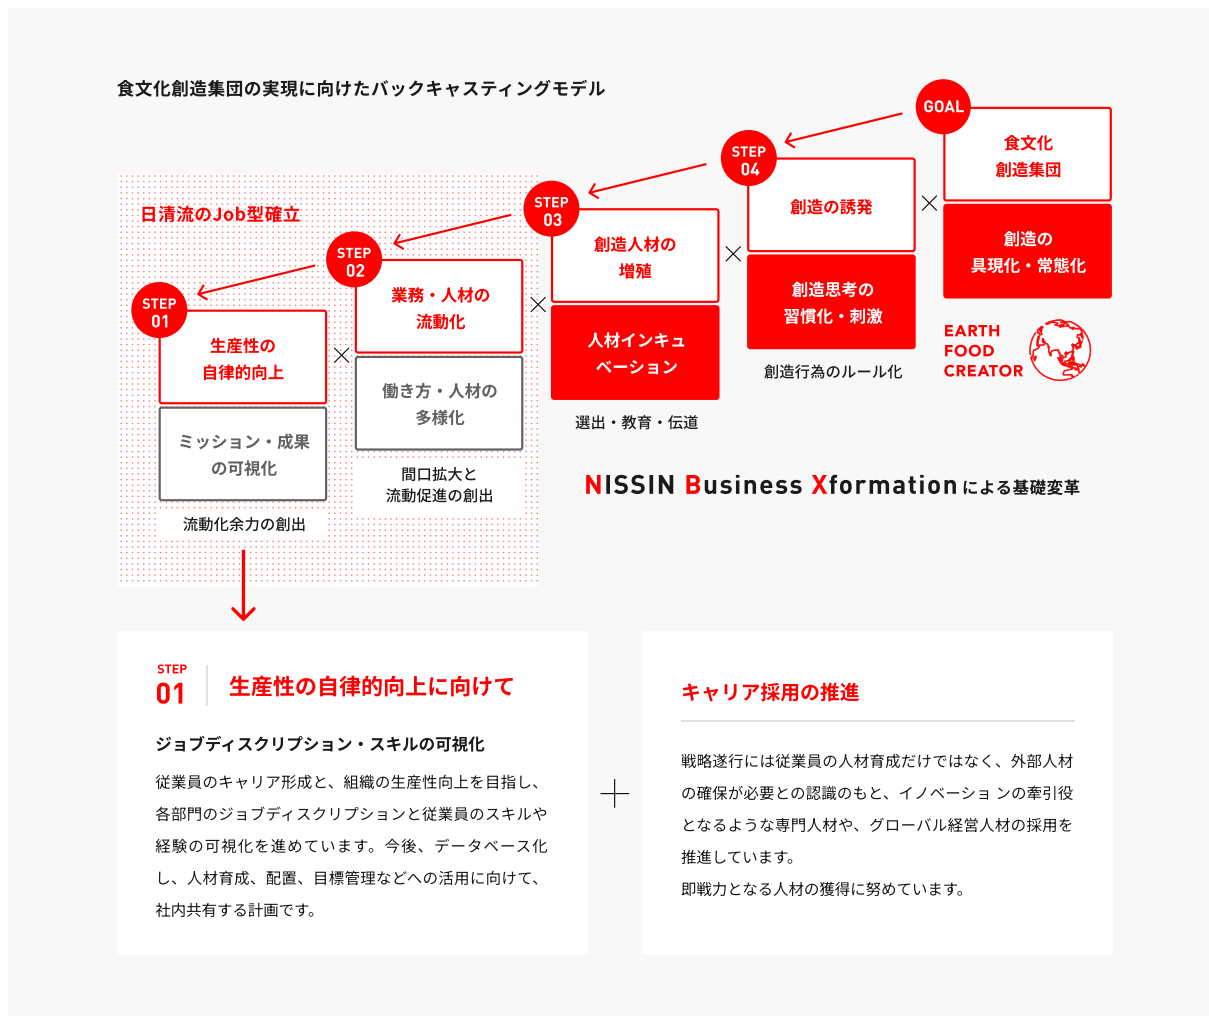 食文化創造集団の実現に向けたバックキャスティングモデル
日清流のJob型確立
STEP
01
生産性の
自律的向上
ミッション・成果
の可視化
流動化余力の創出
×
STEP
02
業務・人材の
流動化
働き方・人材の
多様化
間口拡大と
流動促進の創出
×
STEP
03
創造人材の
増殖
人材インキュ
ベーション
選出・教育・伝道
×
STEP
04
創造の誘発
創造思考の
習慣化・刺激
創造行為のルール化
×
GOAL
食文化
創造集団
創造の
具現化・常態化
EARTH
FOOD
CREATOR
NISSIN Business Xformation による基礎変革
STEP
01
生産性の自律的向上に向けて
ジョブディスクリプション・スキルの可視化
従業員のキャリア形成と、組織の生産性向上を目指し、
各部門のジョブディスクリプションと従業員のスキルや
経験の可視化を進めています。今後、データベース化
し、人材育成、配置、目標管理などへの活用に向けて、
社内共有する計画です。
+
キャリア採用の推進
戦略遂行には従業員の人材育成だけではなく、外部人材
の確保が必要との認識のもと、イノベーションの牽引役
となるような専門人材や、グローバル経営人材の採用を
推進しています。
即戦力となる人材の獲得に努めています。